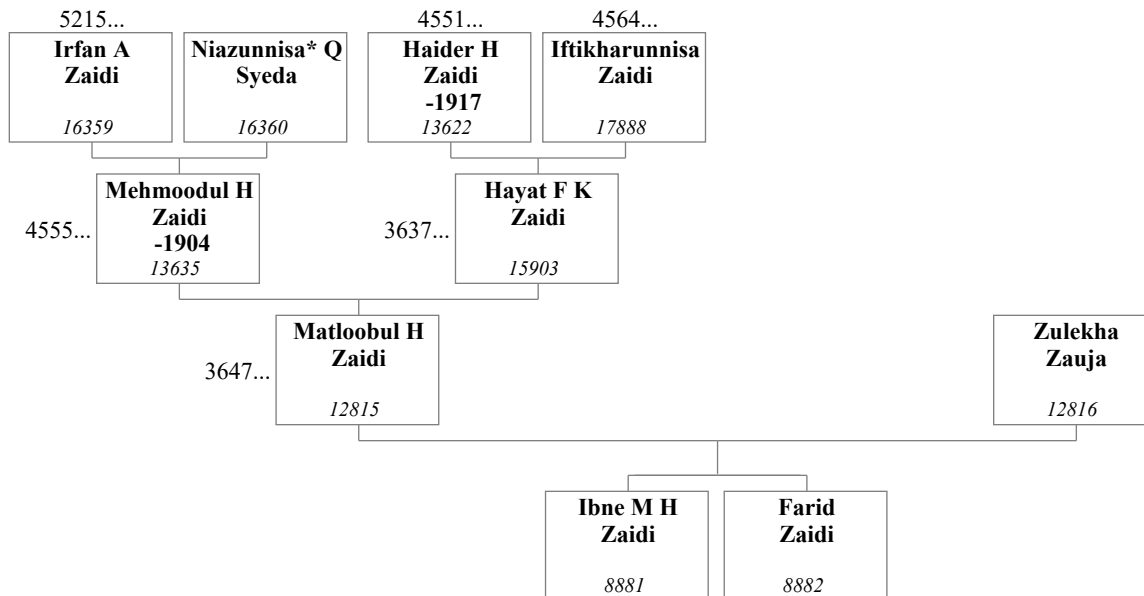 5215...
4551...
4564...
Irfan A
Zaidi
16359
Niazunnisa* Q
Syeda
16360
Haider H
Zaidi
-1917
13622
Iftikharunnisa
Zaidi
17888
4555...
Mehmoodul H
Zaidi
-1904
13635
3637...
Hayat F K
Zaidi
15903
3647...
Matloobul H
Zaidi
12815
Zulekha
Zauja
12816
Ibne M H
Zaidi
8881
Farid
Zaidi
8882